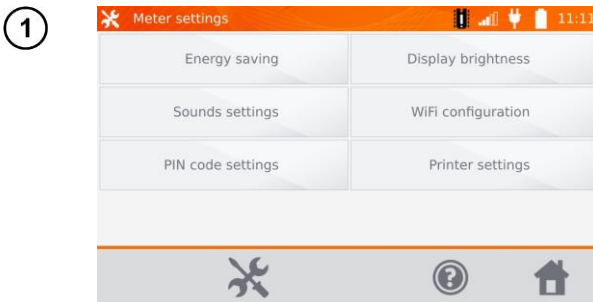 1
Meter settings 11:11
Energy saving Display brightness
Sounds settings WiFi configuration
PIN code settings Printer settings
?